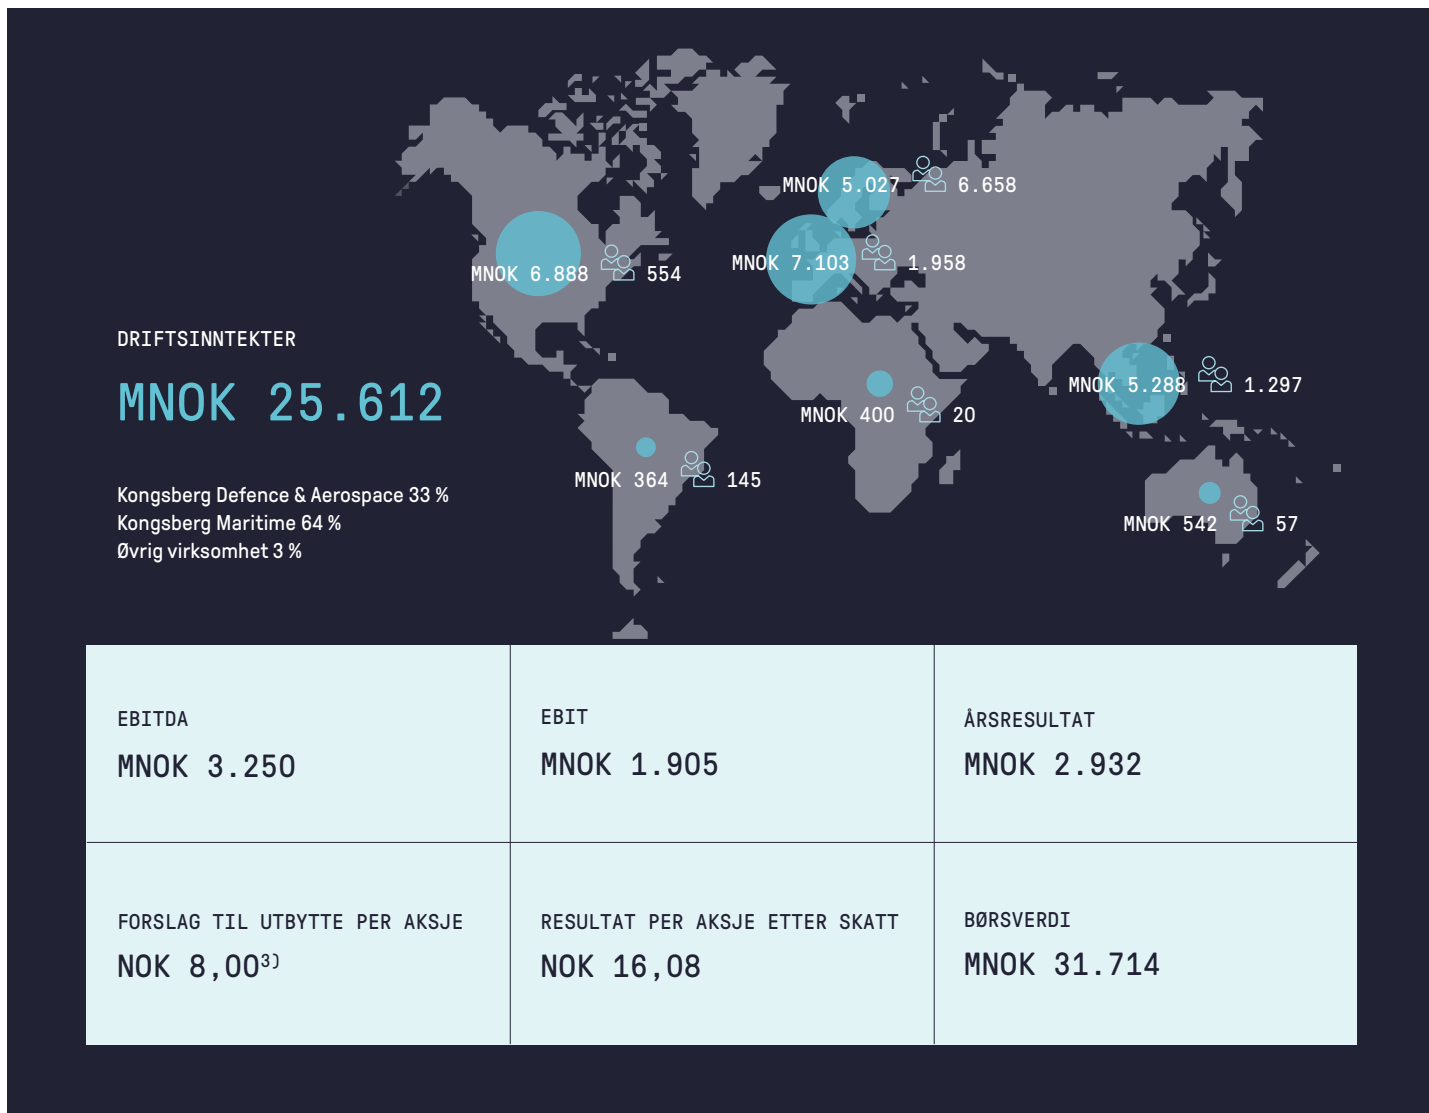 MNOK 5.027 6.658
MNOK 6.888 554
MNOK 7.103 1.958
DRIFTSINNTEKTER
MNOK 25.612
MNOK 5.288 1.297
MNOK 400 20
MNOK 364 145
MNOK 542 57
Kongsberg Defence & Aerospace 33 %
Kongsberg Maritime 64 %
Øvrig virksomhet 3 %
EBITDA
MNOK 3.250
EBIT
MNOK 1.905
ÅRSRESULTAT
MNOK 2.932
FORSLAG TIL UTBYTTE PER AKSJE
NOK 8,00³⁾
RESULTAT PER AKSJE ETTER SKATT
NOK 16,08
BØRSVERDI
MNOK 31.714